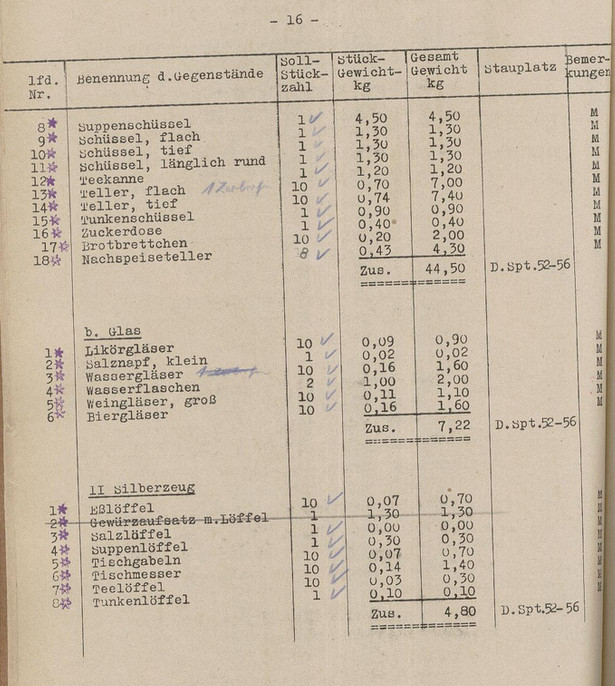 - 16 -
lfd. Nr. Benennung d.Gegenstände Soll- Stück- zahl Stück- Gewicht- kg Gesamt Gewicht kg Stauplatz Bemer- kungen
8* Suppenschüssel 1 4,50 4,50 M
9* Schüssel, flach 1 1,30 1,30 M
10* Schüssel, tief 1 1,30 1,30 M
11* Schüssel, länglich rund 1 1,30 1,30 M
12* Teekanne 1 1,20 1,20 M
13* Teller, flach 10 0,70 7,00 M
14* Teller, tief 10 0,74 7,40 M
15* Tunkenschüssel 1 0,90 0,90 M
16* Zuckerdose 1 0,40 0,40 M
17* Brotbrettchen 10 0,20 2,00 M
18* Nachspeiseteller 8 0,43 4,30 M
Zus. 44,50 D.Spt.52-56
b. Glas
1* Likörgläser 10 0,09 0,90 M
2* Salznapf, klein 1 0,02 0,02 M
3* Wassergläser 10 0,16 1,60 M
4* Wasserflaschen 2 1,00 2,00 M
5* Weingläser, groß 10 0,11 1,10 M
6* Biergläser 10 0,16 1,60 M
Zus. 7,22 D.Spt.52-56
II Silberzeug
1* Eßlöffel 10 0,07 0,70 M
2* Gewürzaufsatz m.Löffel 1 1,30 1,30 M
3* Salzlöffel 1 0,00 0,00 M
4* Suppenlöffel 1 0,30 0,30 M
5* Tischgabeln 10 0,07 0,70 M
6* Tischmesser 10 0,14 1,40 M
7* Teelöffel 10 0,03 0,30 M
8* Tunkenlöffel 1 0,10 0,10 M
Zus. 4,80 D.Spt.52-56